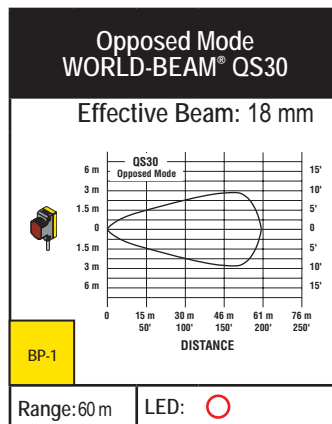 Opposed Mode
WORLD-BEAM® QS30
Effective Beam: 18 mm
QS30
Opposed Mode
6 m 15'
3 m 10'
1.5 m 5'
0 0
1.5 m 5'
3 m 10'
6 m 15'
0 15 m 30 m 46 m 61 m 76 m
50' 100' 150' 200' 250'
DISTANCE
BP-1
Range: 60 m LED: